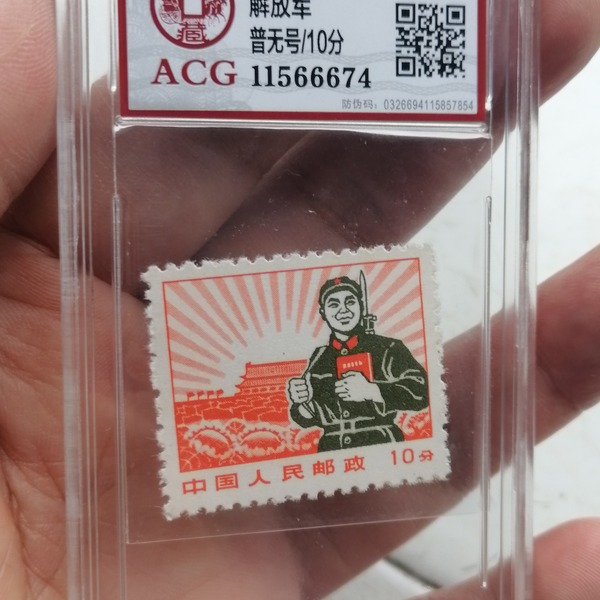 解放军
普无号/10分
藏
ACG 11566674
防伪码：0326694115857854
中国人民邮政 10分